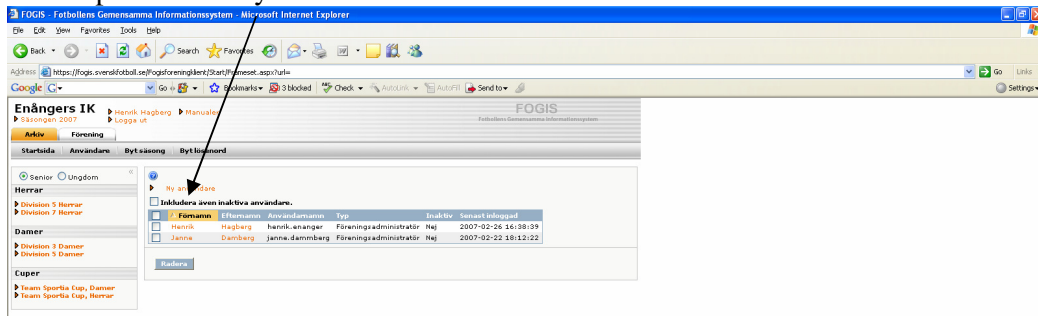 FOGIS - Fotbollens Gemensamma Informationssystem - Microsoft Internet Explorer
File Edit View Favorites Tools Help
Back Search Favorites
Address https://fogis.svenskfotboll.se/Fogisforeningklient/Start/Frameset.aspx?url= Go Links
Google G Go Bookmarks 3 blocked Check AutoLink AutoFill Send to Settings
Enångers IK Henrik Hagberg Manualer FOGIS
Säsongen 2007 Logga ut Fotbollens Gemensamma Informationssystem
Arkiv Förening
Startsida Användare Byt säsong Byt lösenord
Senior Ungdom
Herrar
Division 5 Herrar
Division 7 Herrar
Damer
Division 3 Damer
Division 5 Damer
Cuper
Team Sportia Cup, Damer
Team Sportia Cup, Herrar
Ny användare
Inkludera även inaktiva användare.
Förnamn Efternamn Användarnamn Typ Inaktiv Senast inloggad
Henrik Hagberg henrik.enanger Föreningsadministratör Nej 2007-02-26 16:38:39
Janne Damberg janne.dammberg Föreningsadministratör Nej 2007-02-22 18:12:22
Radera